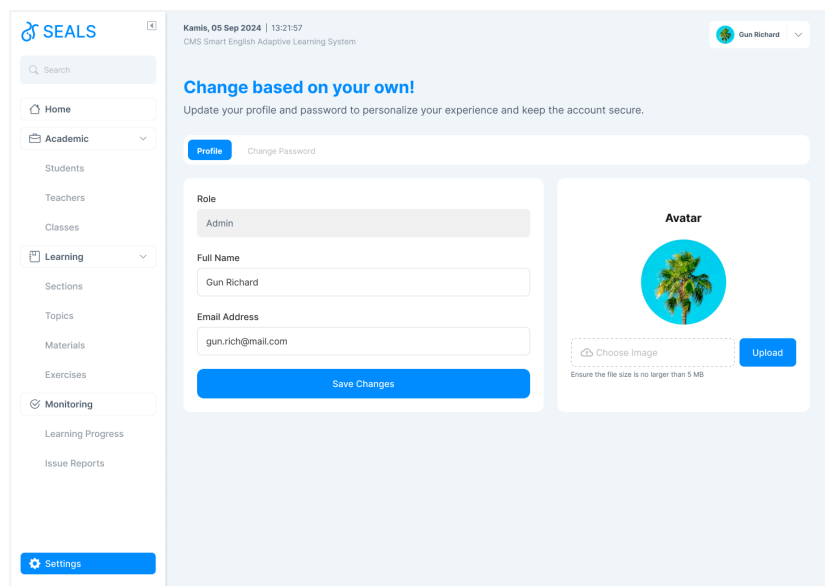 SEALS
Search
Home
Academic
Students
Teachers
Classes
Learning
Sections
Topics
Materials
Exercises
Monitoring
Learning Progress
Issue Reports
Settings
Kamis, 05 Sep 2024 | 13:21:57
CMS Smart English Adaptive Learning System
Gun Richard
Change based on your own!
Update your profile and password to personalize your experience and keep the account secure.
Profile
Change Password
Role
Admin
Full Name
Gun Richard
Email Address
gun.rich@mail.com
Save Changes
Avatar
Choose Image
Upload
Ensure the file size is no larger than 5 MB